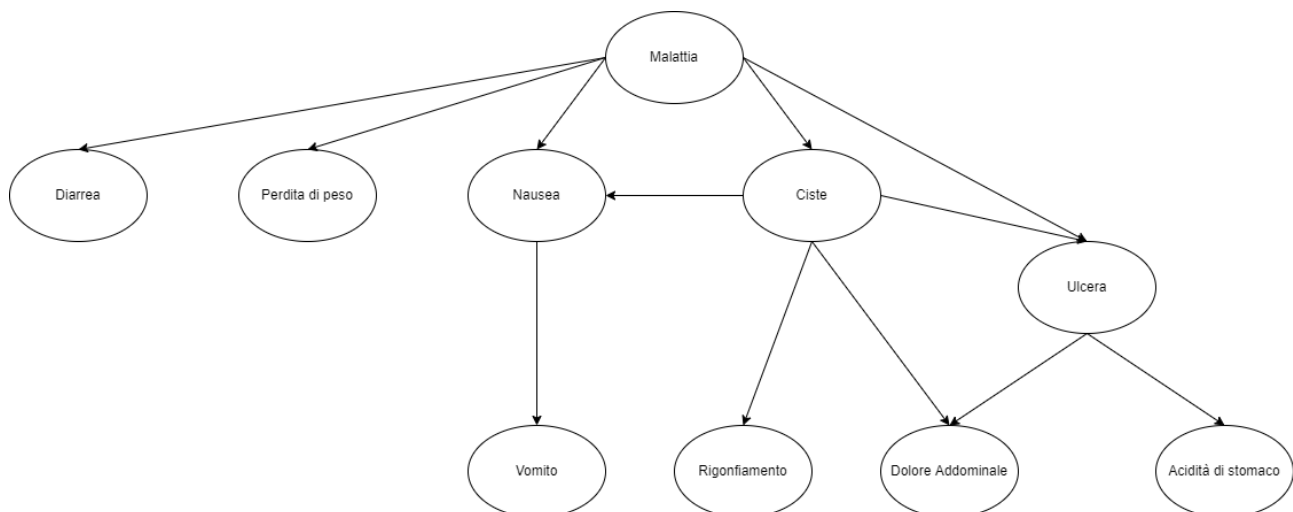 Malattia
Diarrea
Perdita di peso
Nausea
Ciste
Ulcera
Vomito
Rigonfiamento
Dolore Addominale
Acidità di stomaco